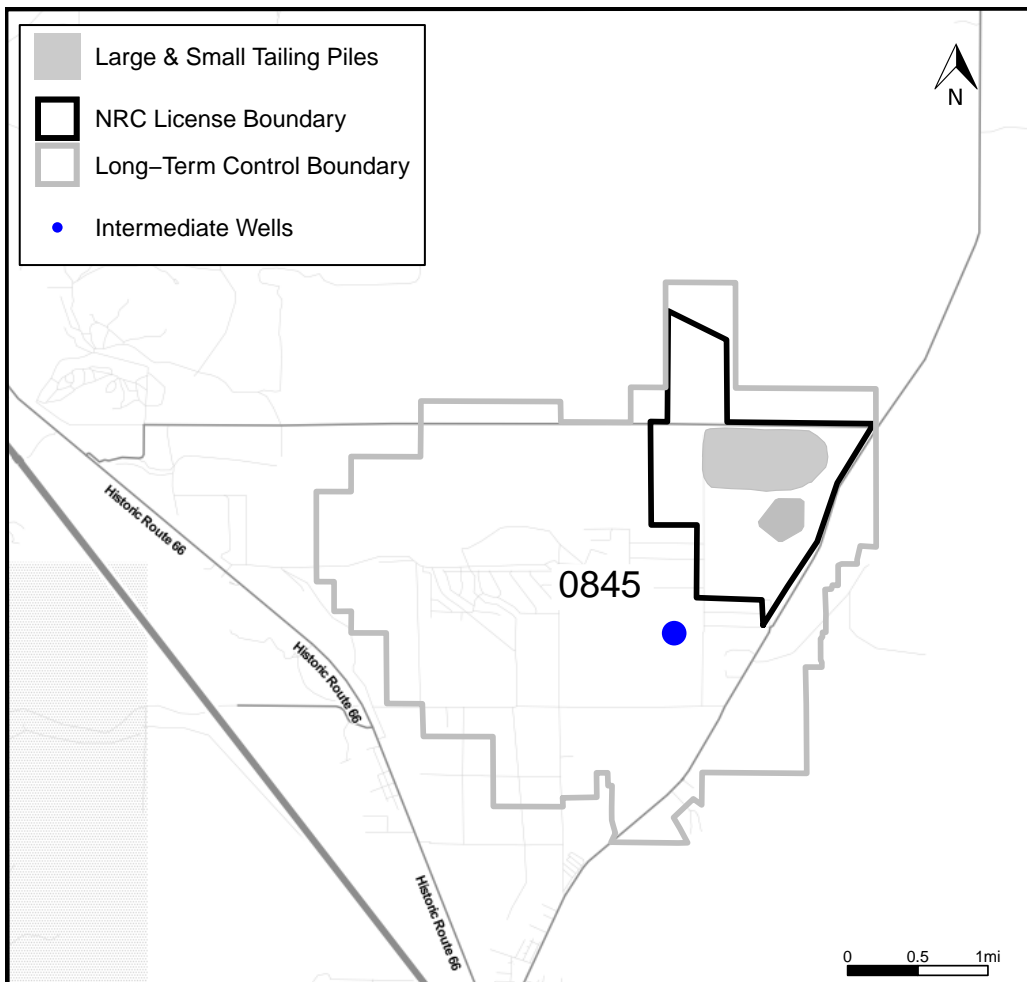 Large & Small Tailing Piles
NRC License Boundary
Long−Term Control Boundary
Intermediate Wells
N
Historic Route 66
0845
Historic Route 66
Historic Route 66
0 0.5 1mi